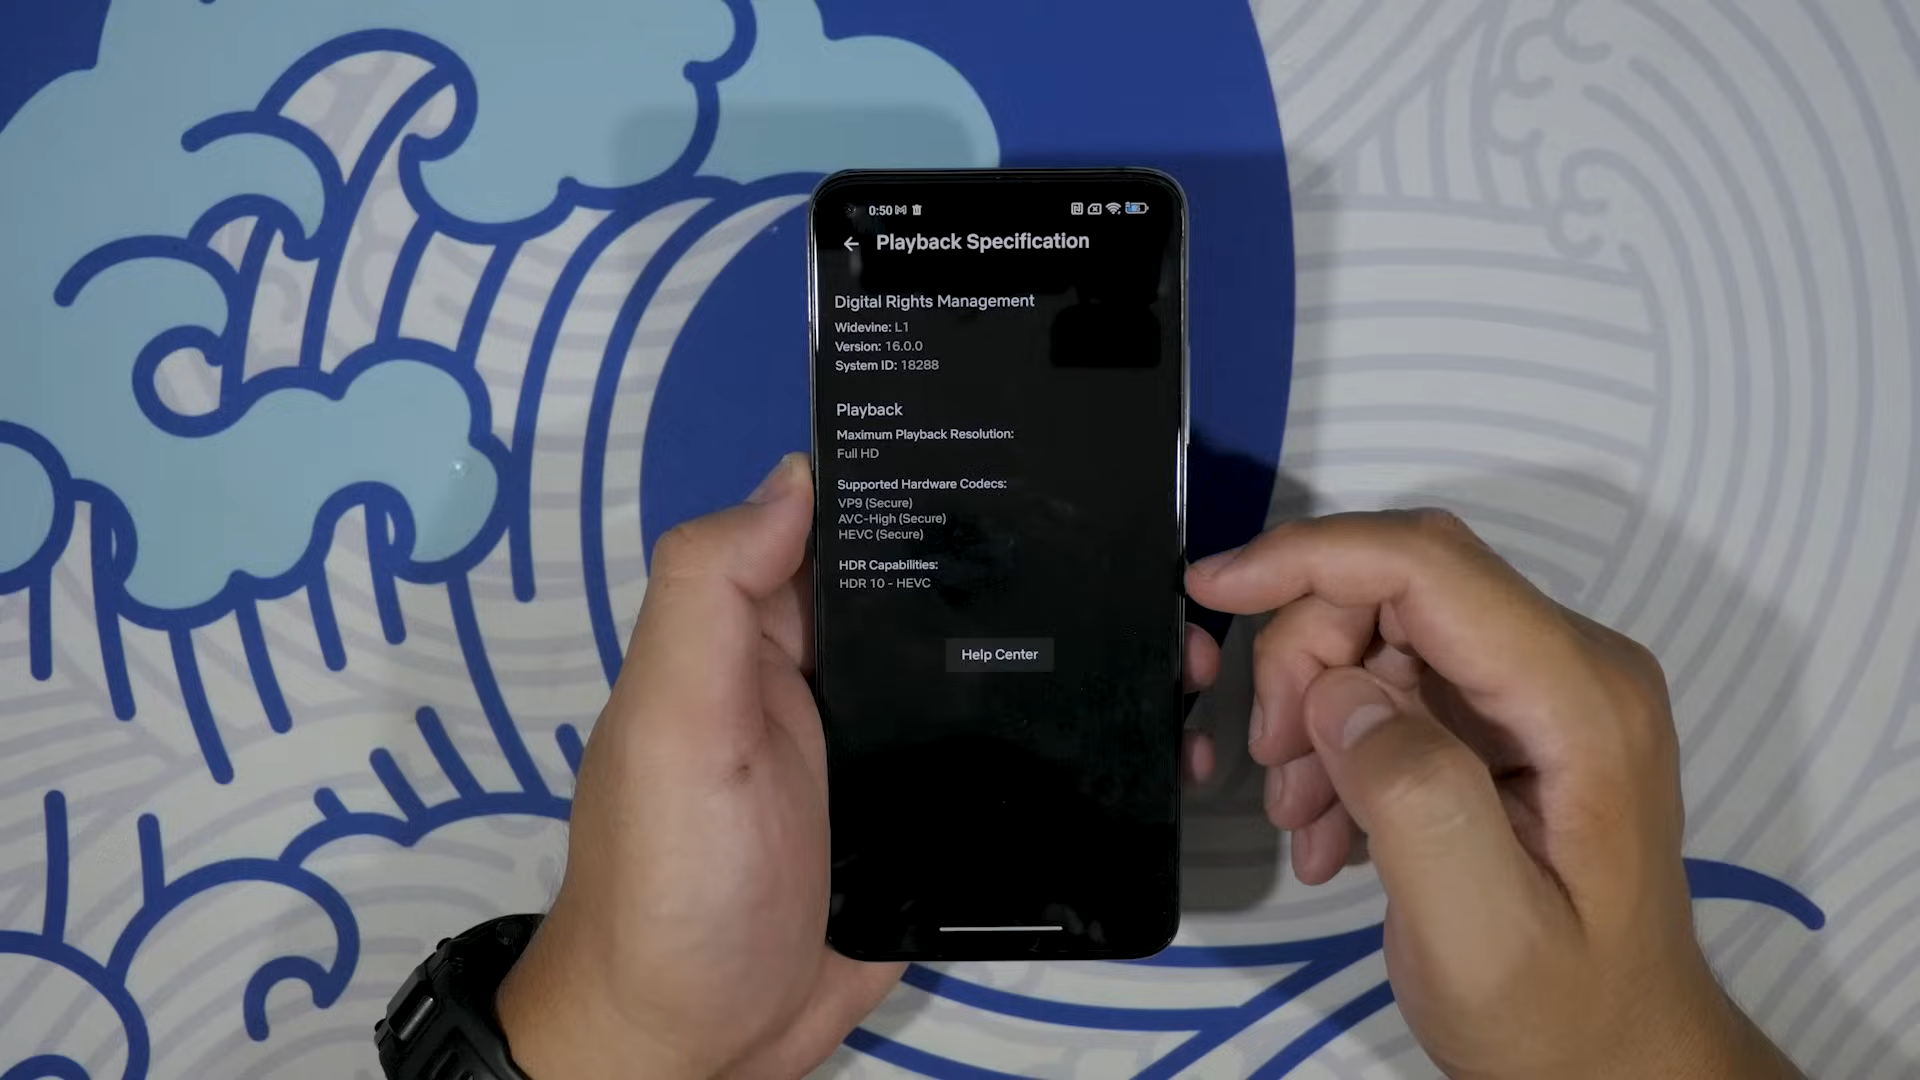 0:50
Playback Specification
Digital Rights Management
Widevine: L1
Version: 16.0.0
System ID: 18288
Playback
Maximum Playback Resolution:
Full HD
Supported Hardware Codecs:
VP9 (Secure)
AVC-High (Secure)
HEVC (Secure)
HDR Capabilities:
HDR 10 - HEVC
Help Center